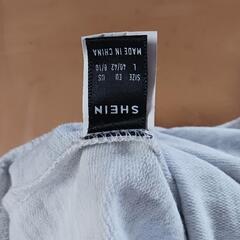 SHEIN
SIZE EU US
L 40/42 8/10
MADE IN CHINA